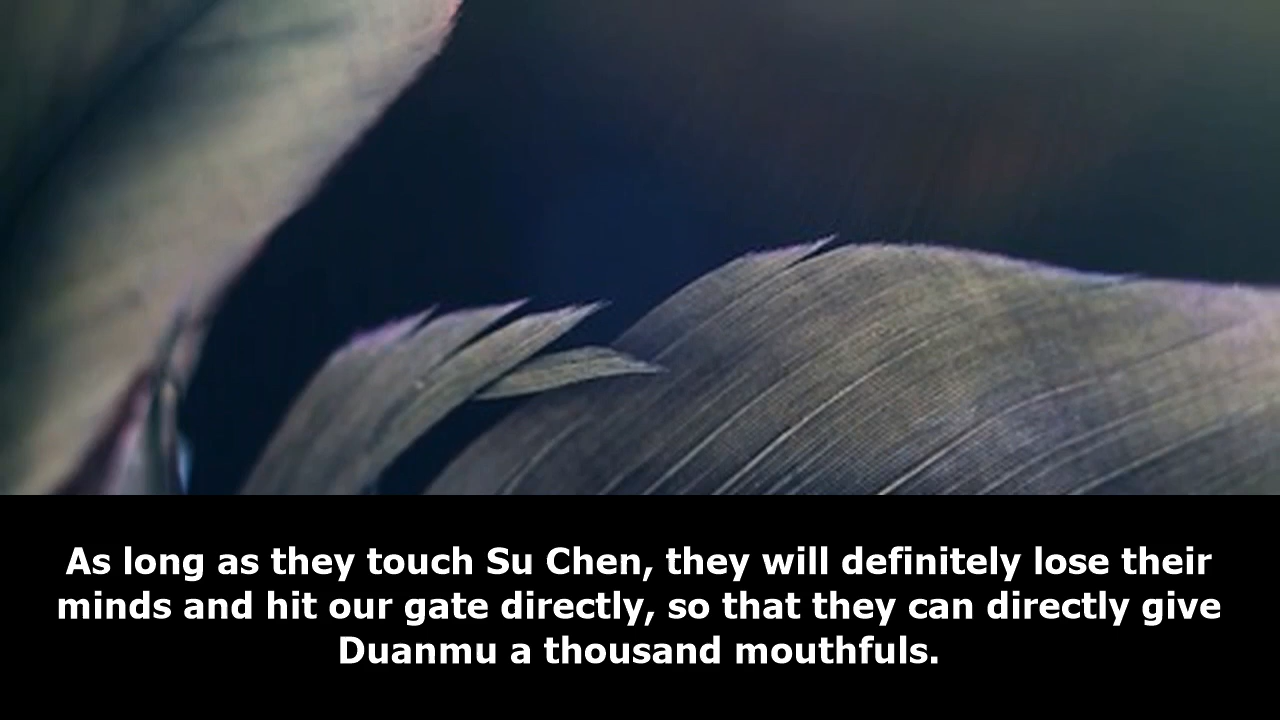 As long as they touch Su Chen, they will definitely lose their
minds and hit our gate directly, so that they can directly give
Duanmu a thousand mouthfuls.